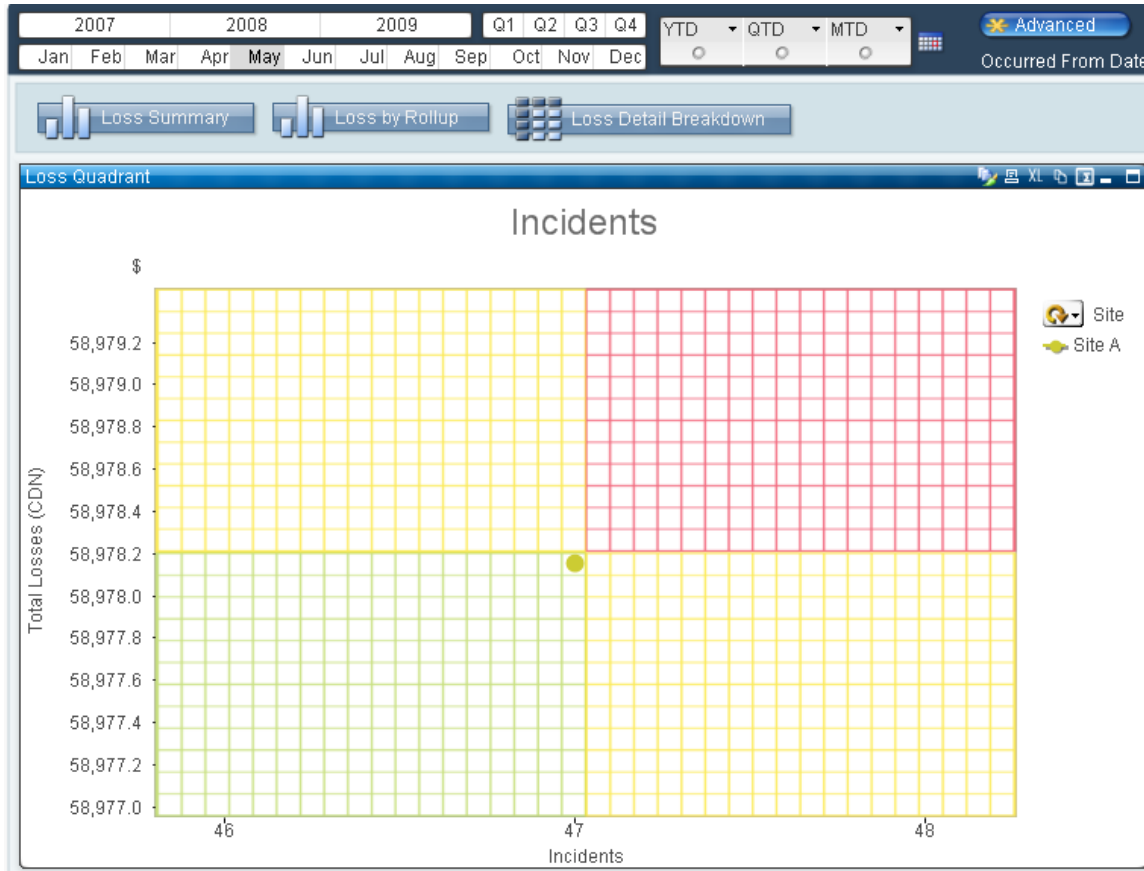 2007 2008 2009 Q1 Q2 Q3 Q4 YTD QTD MTD Advanced
Jan Feb Mar Apr May Jun Jul Aug Sep Oct Nov Dec Occurred From Date
Loss Summary Loss by Rollup Loss Detail Breakdown
Loss Quadrant XL
Incidents
$
Site
58,979.2
Site A
58,979.0
58,978.8
58,978.6
58,978.4
58,978.2
58,978.0
58,977.8
58,977.6
58,977.4
58,977.2
58,977.0
Total Losses (CDN)
46 47 48
Incidents